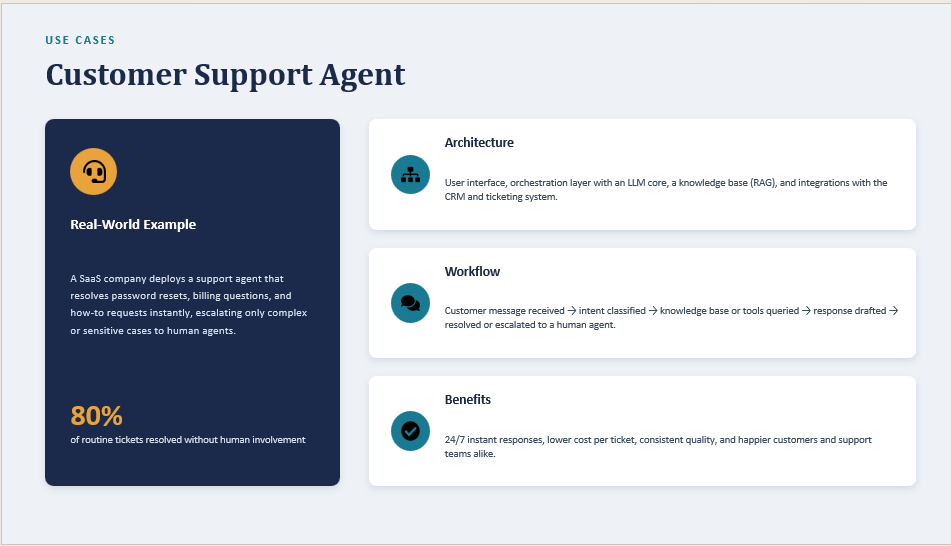 USE CASES
Customer Support Agent
Real-World Example
A SaaS company deploys a support agent that
resolves password resets, billing questions, and
how-to requests instantly, escalating only complex
or sensitive cases to human agents.
80%
of routine tickets resolved without human involvement
Architecture
User interface, orchestration layer with an LLM core, a knowledge base (RAG), and integrations with the
CRM and ticketing system.
Workflow
Customer message received → intent classified → knowledge base or tools queried → response drafted →
resolved or escalated to a human agent.
Benefits
24/7 instant responses, lower cost per ticket, consistent quality, and happier customers and support
teams alike.